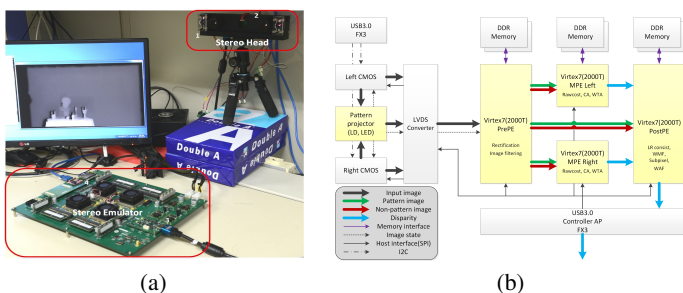 2
Stereo Head
1
Double A
Double A
Stereo Emulator
(a)
USB3.0
FX3
Left CMOS
Pattern
projector
(LD, LED)
Right CMOS
LVDS
Converter
DDR
Memory
DDR
Memory
DDR
Memory
Virtex7(2000T)
PrePE
Rectification
Image filtering
Virtex7(2000T)
MPE Left
Rawcost, CA, WTA
Virtex7(2000T)
MPE Right
Rawcost, CA, WTA
Virtex7(2000T)
PostPE
LR consist,
WMF,
Subpixel,
WAF
USB3.0
Controller AP
FX3
Input image
Pattern image
Non-pattern image
Disparity
Memory interface
Image state
Host interface(SPI)
I2C
(b)